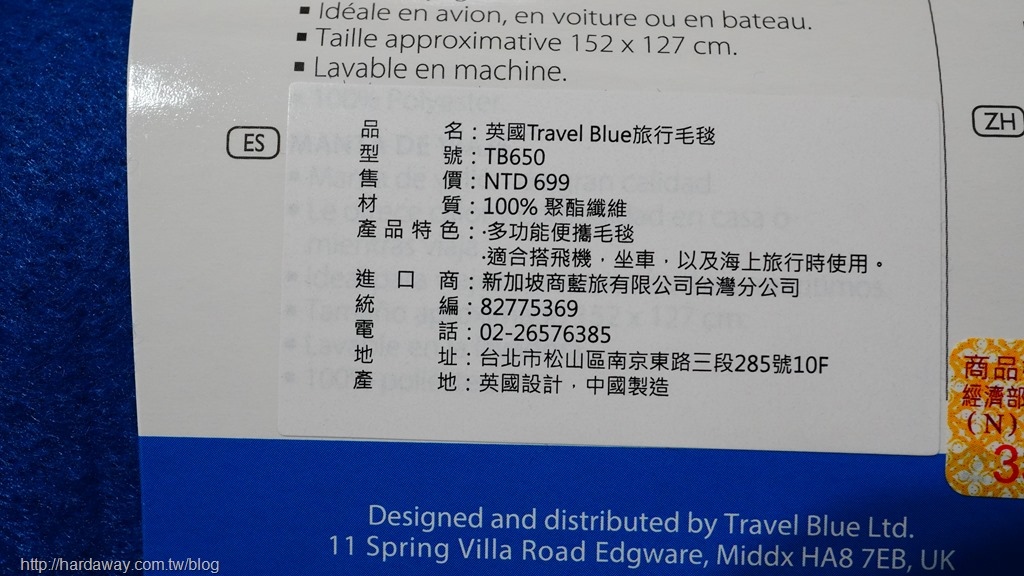 ▪ Idéale en avion, en voiture ou en bateau.
▪ Taille approximative 152 x 127 cm.
▪ Lavable en machine.
ES
ZH
品名：英國Travel Blue旅行毛毯
型號：TB650
售價：NTD 699
材質：100% 聚酯纖維
產品特色：·多功能便攜毛毯
·適合搭飛機，坐車，以及海上旅行時使用。
進口商：新加坡商藍旅有限公司台灣分公司
統編：82775369
電話：02-26576385
地址：台北市松山區南京東路三段285號10F
產地：英國設計，中國製造
商品
經濟部
(N)
3
Designed and distributed by Travel Blue Ltd.
11 Spring Villa Road Edgware, Middx HA8 7EB, UK
http://hardaway.com.tw/blog